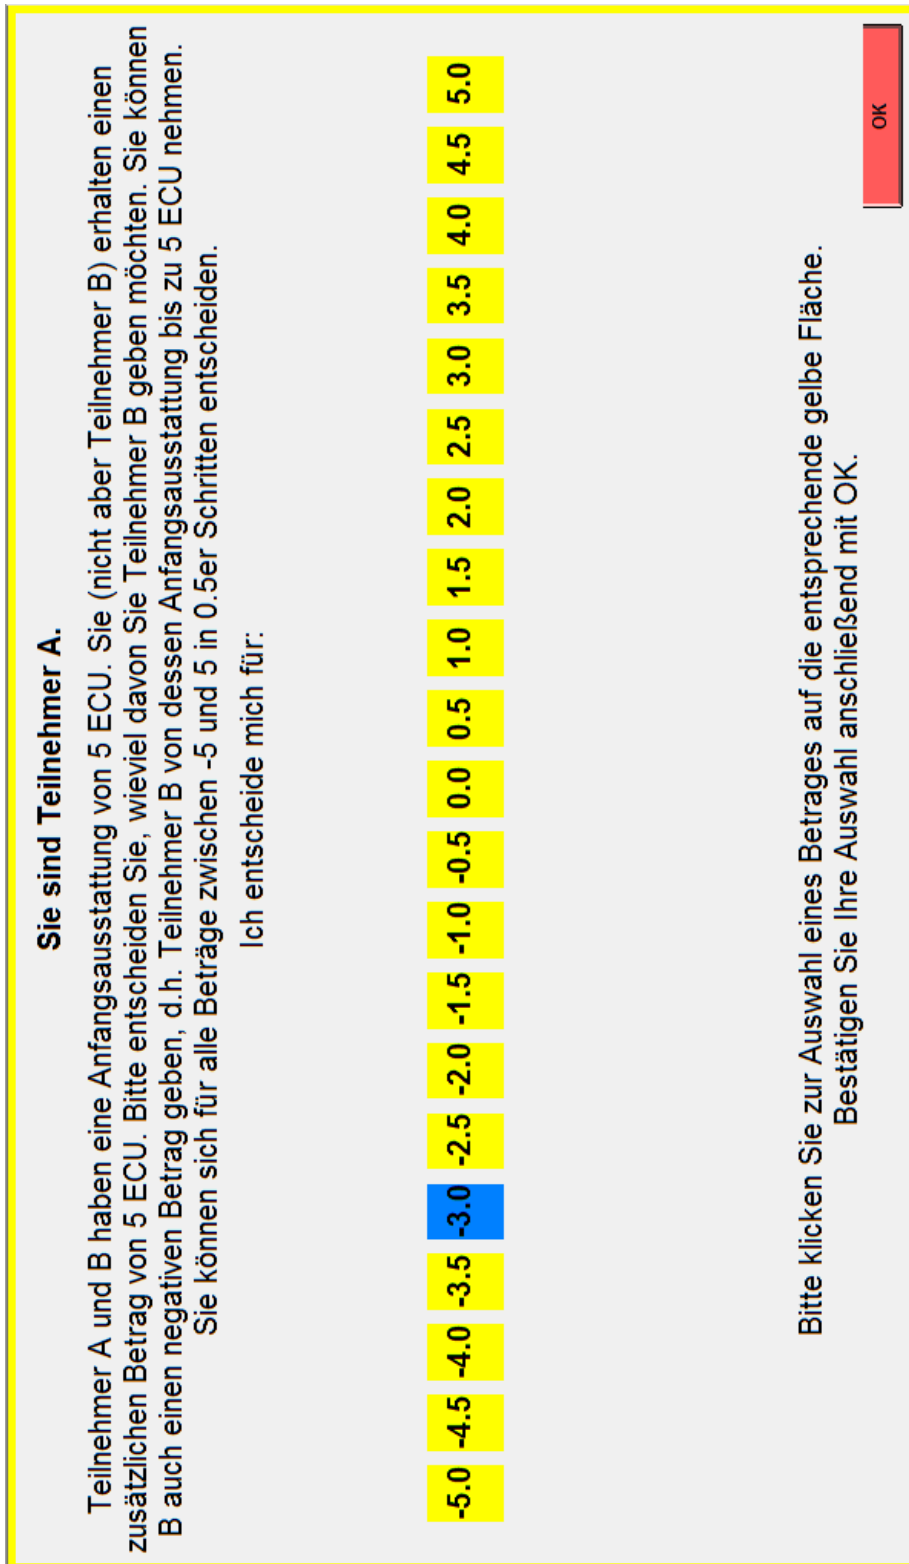 Sie sind Teilnehmer A.
Teilnehmer A und B haben eine Anfangsausstattung von 5 ECU. Sie (nicht aber Teilnehmer B) erhalten einen
zusätzlichen Betrag von 5 ECU. Bitte entscheiden Sie, wieviel davon Sie Teilnehmer B geben möchten. Sie können
B auch einen negativen Betrag geben, d.h. Teilnehmer B von dessen Anfangsausstattung bis zu 5 ECU nehmen.
Sie können sich für alle Beträge zwischen -5 und 5 in 0.5er Schritten entscheiden.
Ich entscheide mich für:
-5.0 -4.5 -4.0 -3.5 -3.0 -2.5 -2.0 -1.5 -1.0 -0.5 0.0 0.5 1.0 1.5 2.0 2.5 3.0 3.5 4.0 4.5 5.0
Bitte klicken Sie zur Auswahl eines Betrages auf die entsprechende gelbe Fläche.
Bestätigen Sie Ihre Auswahl anschließend mit OK.
OK